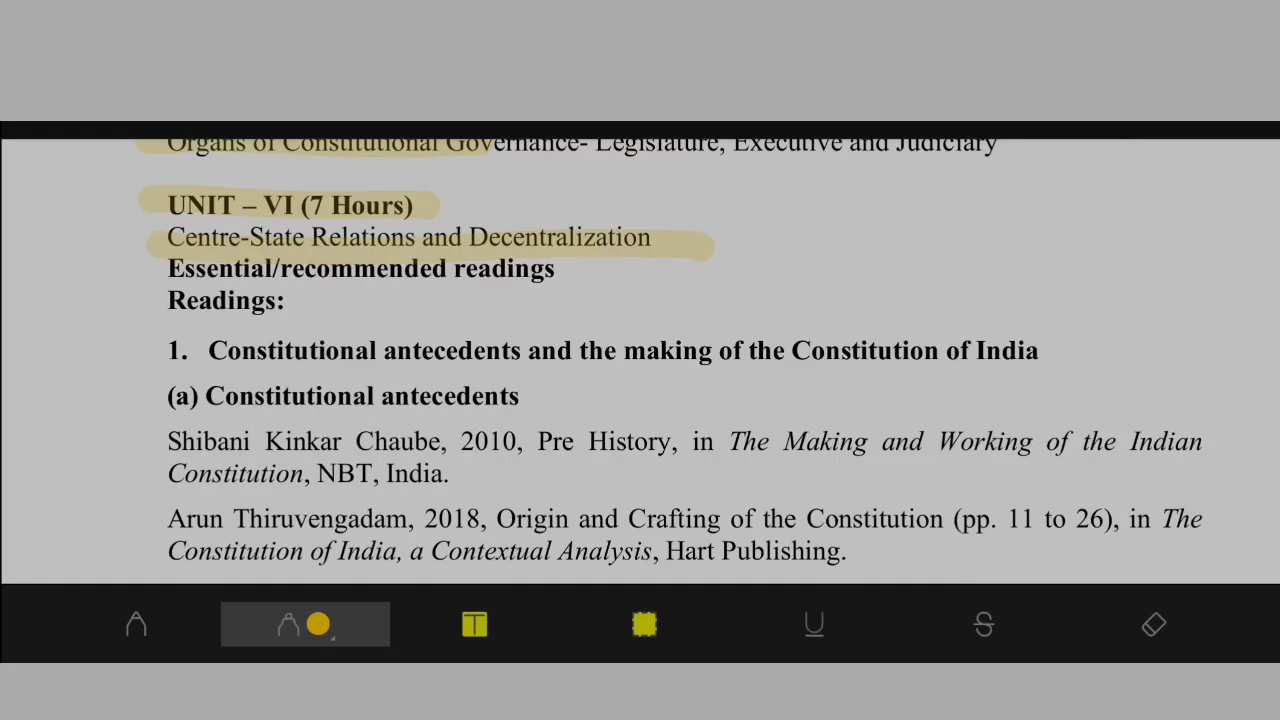 Organs of Constitutional Governance- Legislature, Executive and Judiciary
UNIT – VI (7 Hours)
Centre-State Relations and Decentralization
Essential/recommended readings
Readings:
1. Constitutional antecedents and the making of the Constitution of India
(a) Constitutional antecedents
Shibani Kinkar Chaube, 2010, Pre History, in The Making and Working of the Indian
Constitution, NBT, India.
Arun Thiruvengadam, 2018, Origin and Crafting of the Constitution (pp. 11 to 26), in The
Constitution of India, a Contextual Analysis, Hart Publishing.